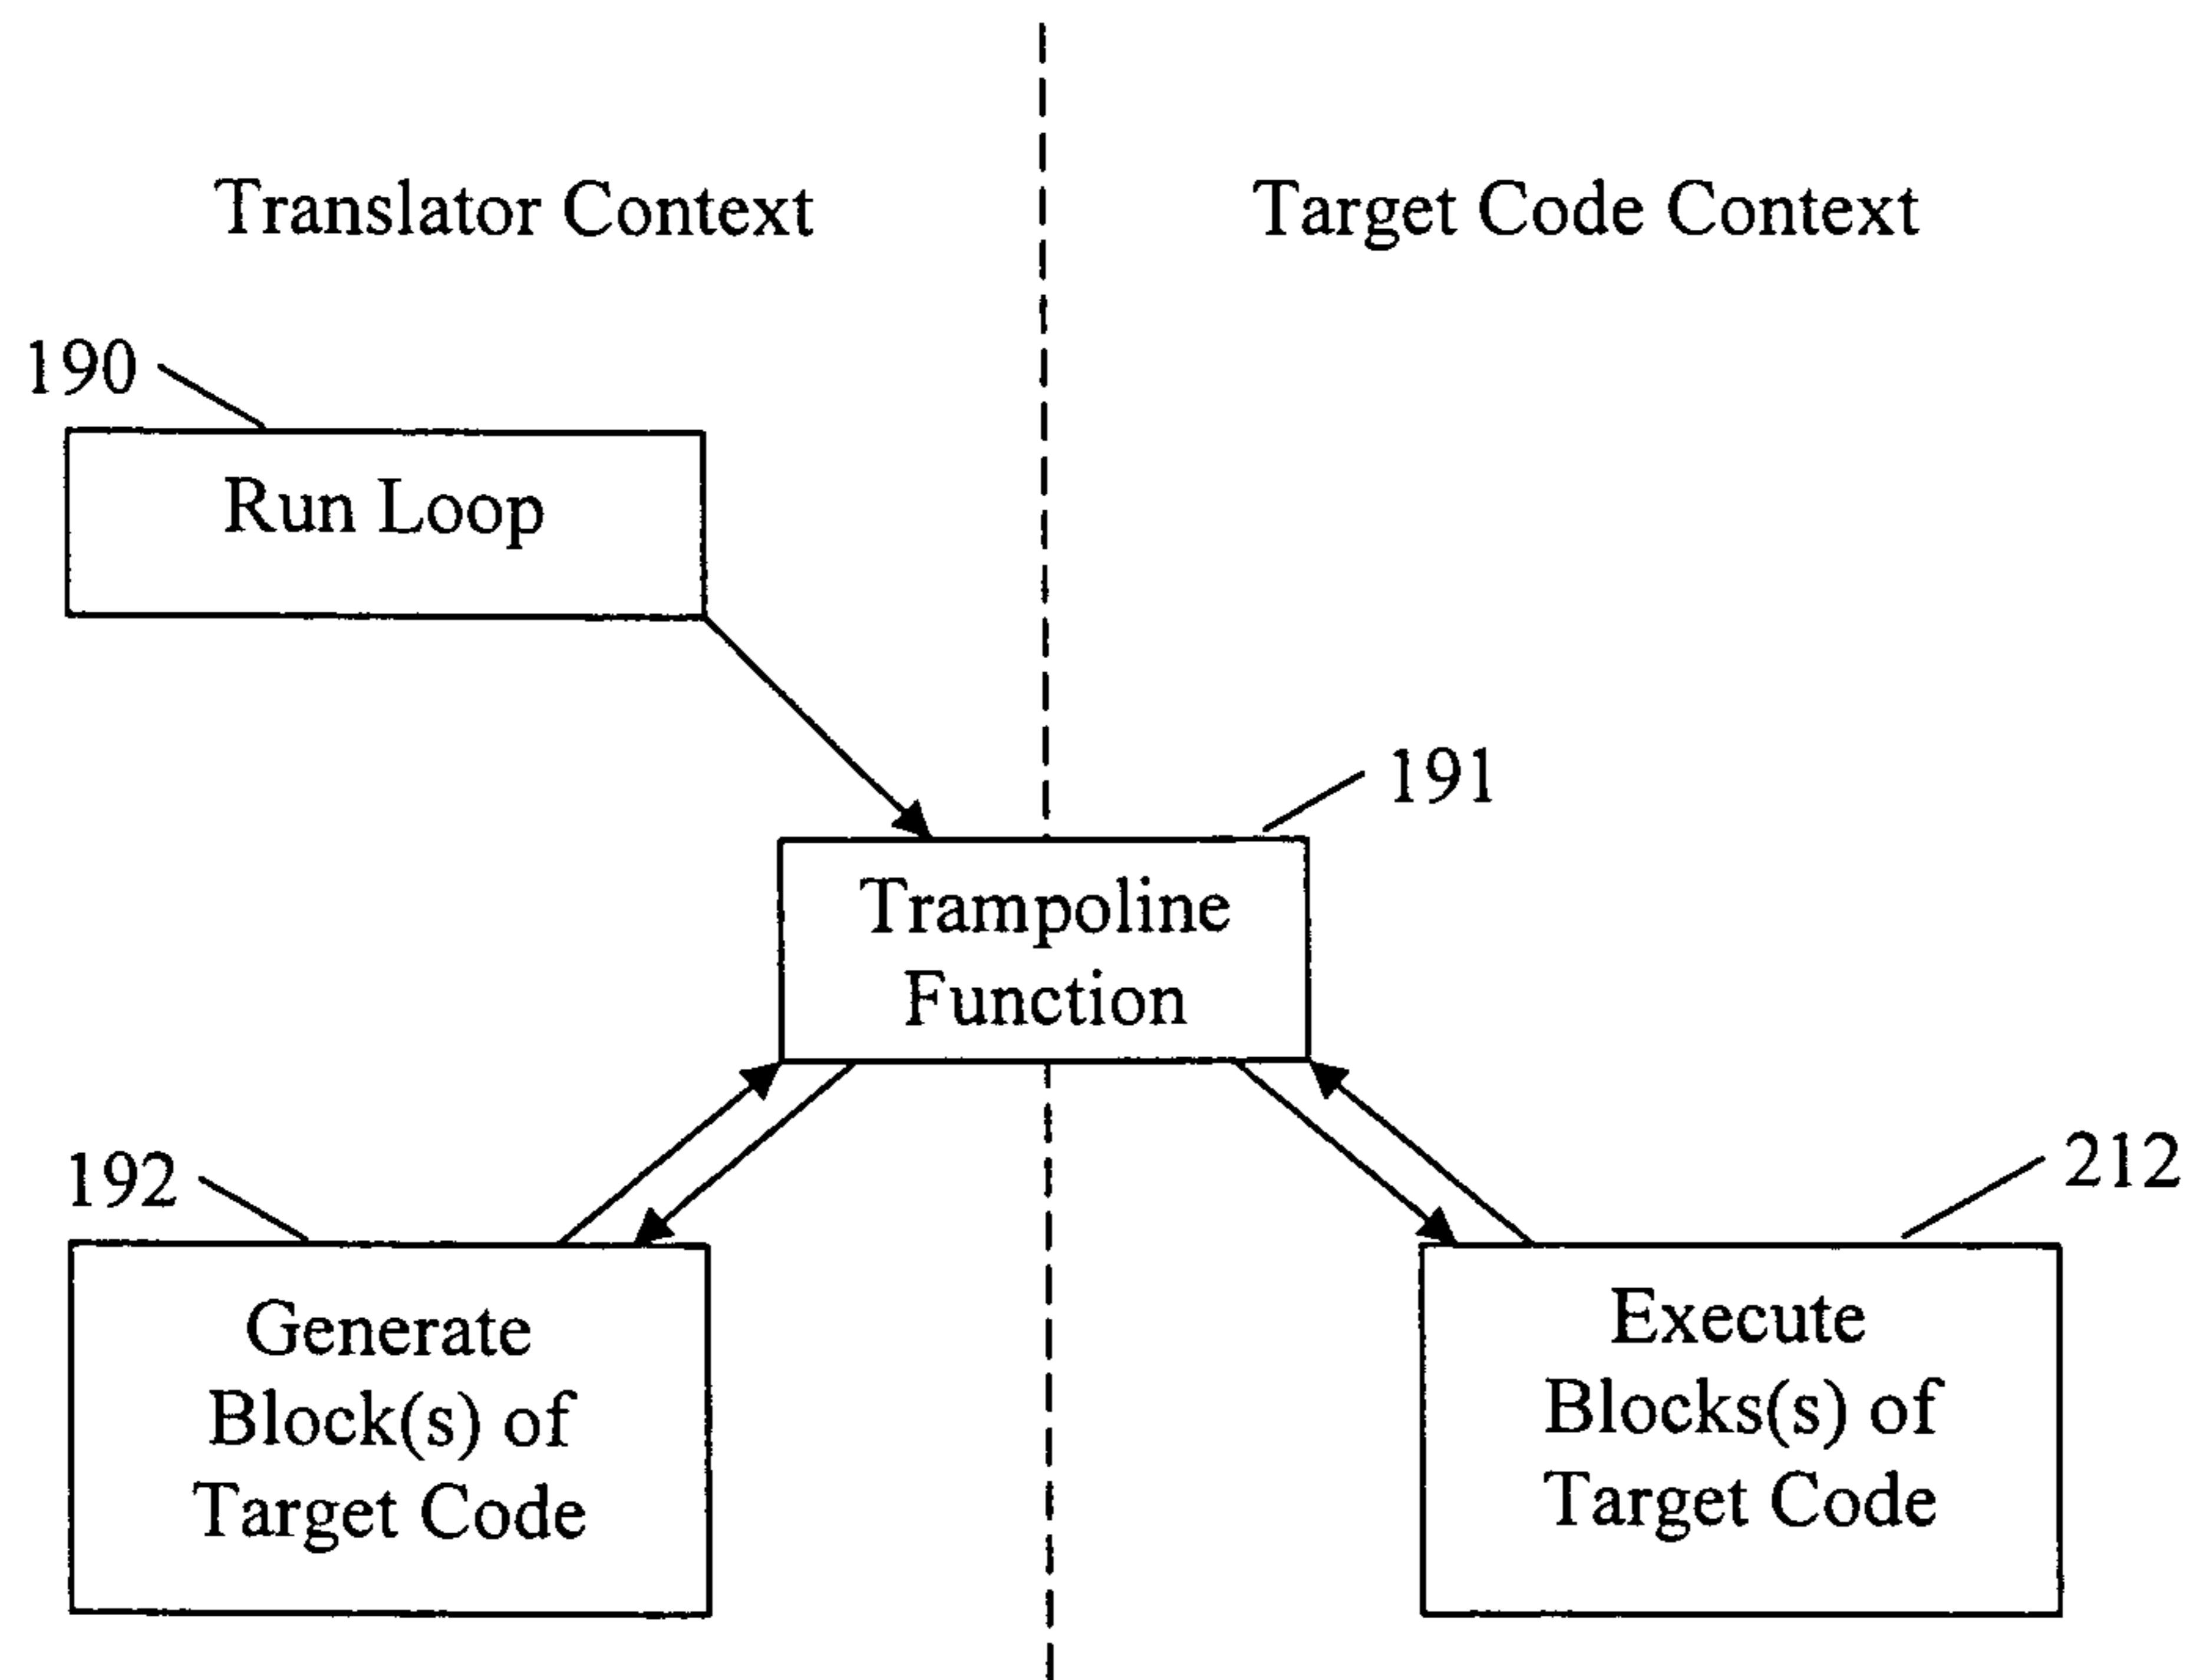 Translator Context
Target Code Context
190
Run Loop
191
Trampoline
Function
192
212
Generate
Block(s) of
Target Code
Execute
Blocks(s) of
Target Code